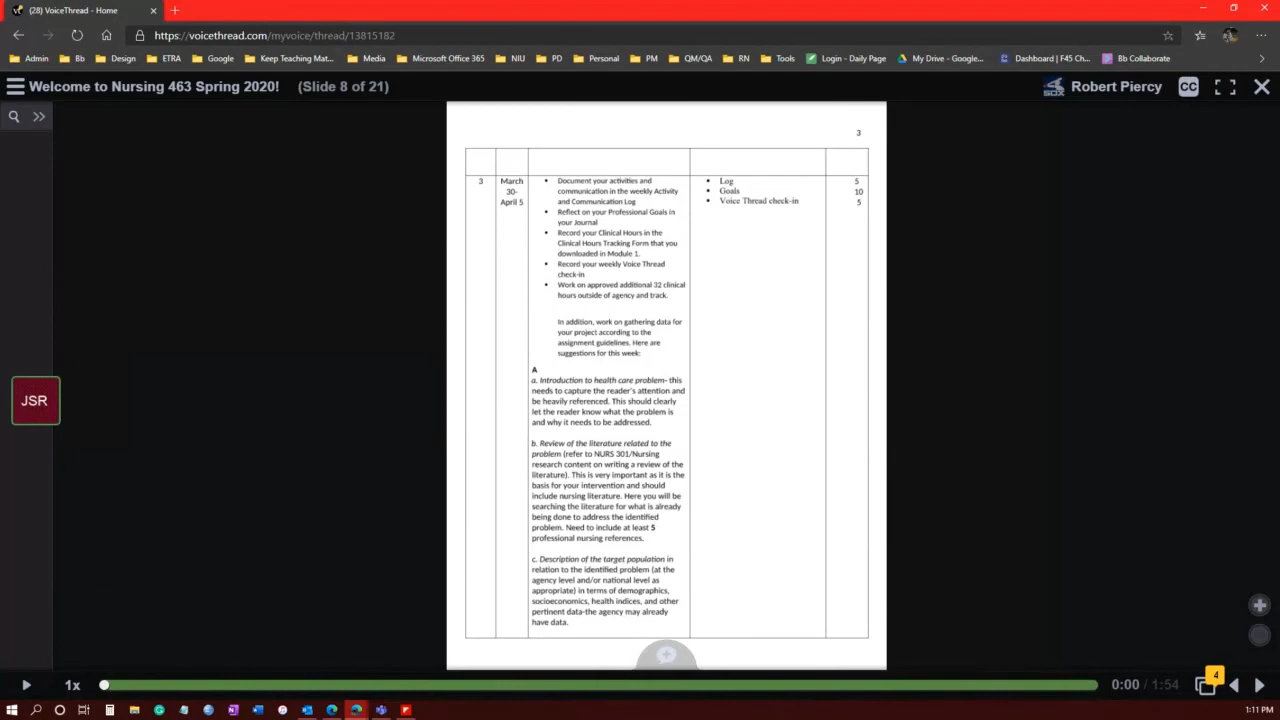 (28) VoiceThread - Home
https://voicethread.com/myvoice/thread/13815182
Admin Bb Design ETRA Google Keep Teaching Mat... Media Microsoft Office 365 NIU PD Personal PM QM/QA RN Tools Login - Daily Page My Drive - Google... Dashboard | F45 Ch... Bb Collaborate
Welcome to Nursing 463 Spring 2020! (Slide 8 of 21) SOX Robert Piercy CC
3
3
March
30-
April 5
• Document your activities and
communication in the weekly Activity
and Communication Log
• Reflect on your Professional Goals in
your Journal
• Record your Clinical Hours in the
Clinical Hours Tracking Form that you
downloaded in Module 1.
• Record your weekly Voice Thread
check-in
• Work on approved additional 32 clinical
hours outside of agency and track.
In addition, work on gathering data for
your project according to the
assignment guidelines. Here are
suggestions for this week:
A
a. Introduction to health care problem- this
needs to capture the reader's attention and
be heavily referenced. This should clearly
let the reader know what the problem is
and why it needs to be addressed.
b. Review of the literature related to the
problem (refer to NURS 301/Nursing
research content on writing a review of the
literature). This is very important as it is the
basis for your intervention and should
include nursing literature. Here you will be
searching the literature for what is already
being done to address the identified
problem. Need to include at least 5
professional nursing references.
c. Description of the target population in
relation to the identified problem (at the
agency level and/or national level as
appropriate) in terms of demographics,
socioeconomics, health indices, and other
pertinent data-the agency may already
have data.
• Log
• Goals
• Voice Thread check-in
5
10
5
JSR
1x
0:00 / 1:54
4
1:11 PM